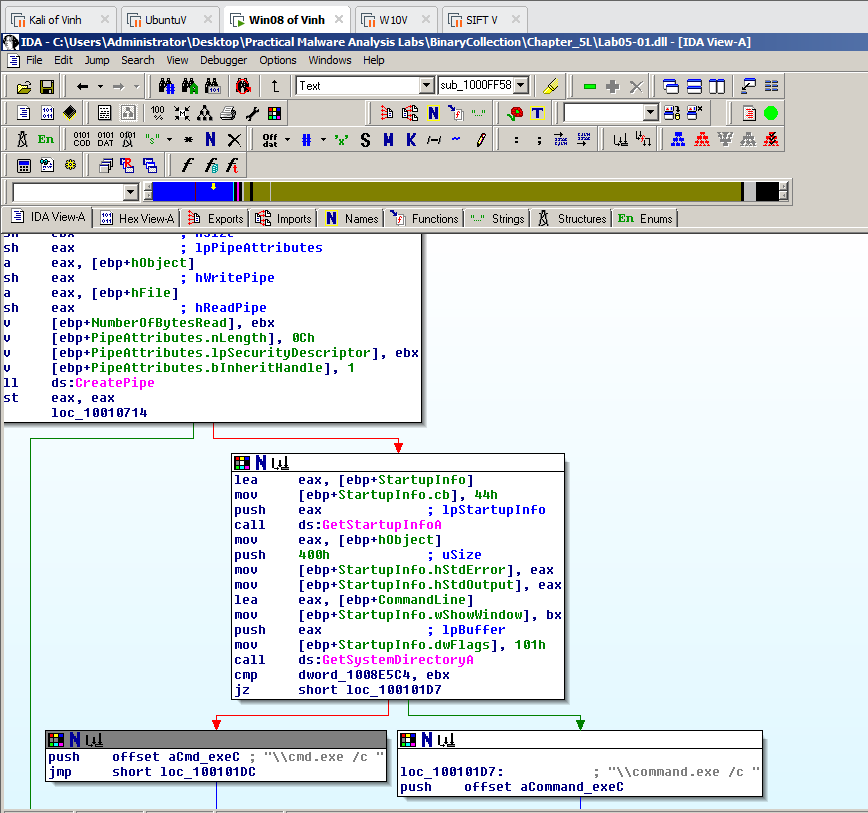 Kali of Vinh
UbuntuV
Win08 of Vinh
W10V
SIFT V
IDA - C:\Users\Administrator\Desktop\Practical Malware Analysis Labs\BinaryCollection\Chapter_5L\Lab05-01.dll - [IDA View-A]
File Edit Jump Search View Debugger Options Windows Help
Text
sub_1000FF58
En
IDA View-A
Hex View-A
Exports
Imports
Names
Functions
Strings
Structures
En Enums
sh eax ; lpPipeAttributes
a eax, [ebp+hObject]
sh eax ; hWritePipe
a eax, [ebp+hFile]
sh eax ; hReadPipe
v [ebp+NumberOfBytesRead], ebx
v [ebp+PipeAttributes.nLength], 0Ch
v [ebp+PipeAttributes.lpSecurityDescriptor], ebx
v [ebp+PipeAttributes.bInheritHandle], 1
ll ds:CreatePipe
st eax, eax
loc_10010714
lea eax, [ebp+StartupInfo]
mov [ebp+StartupInfo.cb], 44h
push eax ; lpStartupInfo
call ds:GetStartupInfoA
mov eax, [ebp+hObject]
push 400h ; uSize
mov [ebp+StartupInfo.hStdError], eax
mov [ebp+StartupInfo.hStdOutput], eax
lea eax, [ebp+CommandLine]
mov [ebp+StartupInfo.wShowWindow], bx
push eax ; lpBuffer
mov [ebp+StartupInfo.dwFlags], 101h
call ds:GetSystemDirectoryA
cmp dword_1008E5C4, ebx
jz short loc_100101D7
push offset aCmd_exeC ; "\\cmd.exe /c "
jmp short loc_100101DC
loc_100101D7: ; "\\command.exe /c "
push offset aCommand_exeC